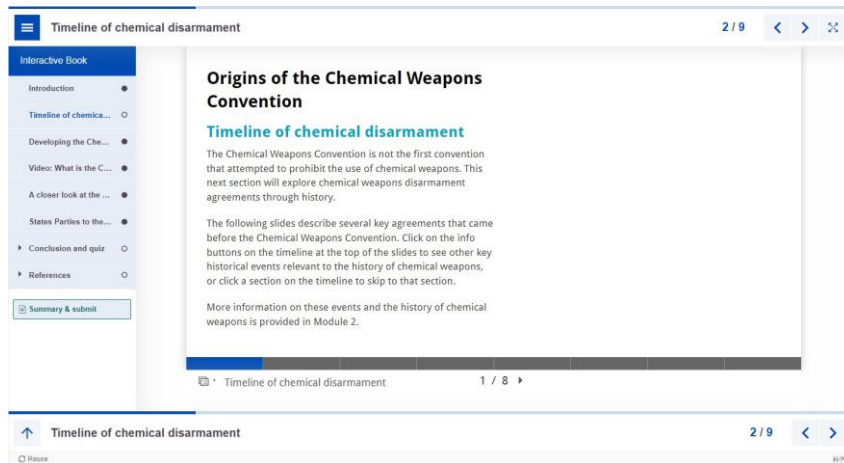 Timeline of chemical disarmament
2 / 9
Interactive Book
Introduction
Timeline of chemica...
Developing the Che...
Video: What is the C...
A closer look at the ...
States Parties to the...
Conclusion and quiz
References
Summary & submit
Origins of the Chemical Weapons
Convention
Timeline of chemical disarmament
The Chemical Weapons Convention is not the first convention
that attempted to prohibit the use of chemical weapons. This
next section will explore chemical weapons disarmament
agreements through history.
The following slides describe several key agreements that came
before the Chemical Weapons Convention. Click on the info
buttons on the timeline at the top of the slides to see other key
historical events relevant to the history of chemical weapons,
or click a section on the timeline to skip to that section.
More information on these events and the history of chemical
weapons is provided in Module 2.
Timeline of chemical disarmament
1 / 8
Timeline of chemical disarmament
2 / 9
Reuse